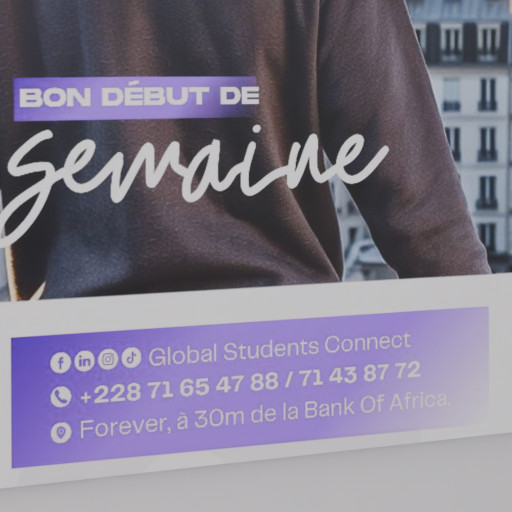 BON DÉBUT DE
semaine
Global Students Connect
+228 71 65 47 88 / 71 43 87 72
Forever, à 30m de la Bank Of Africa.